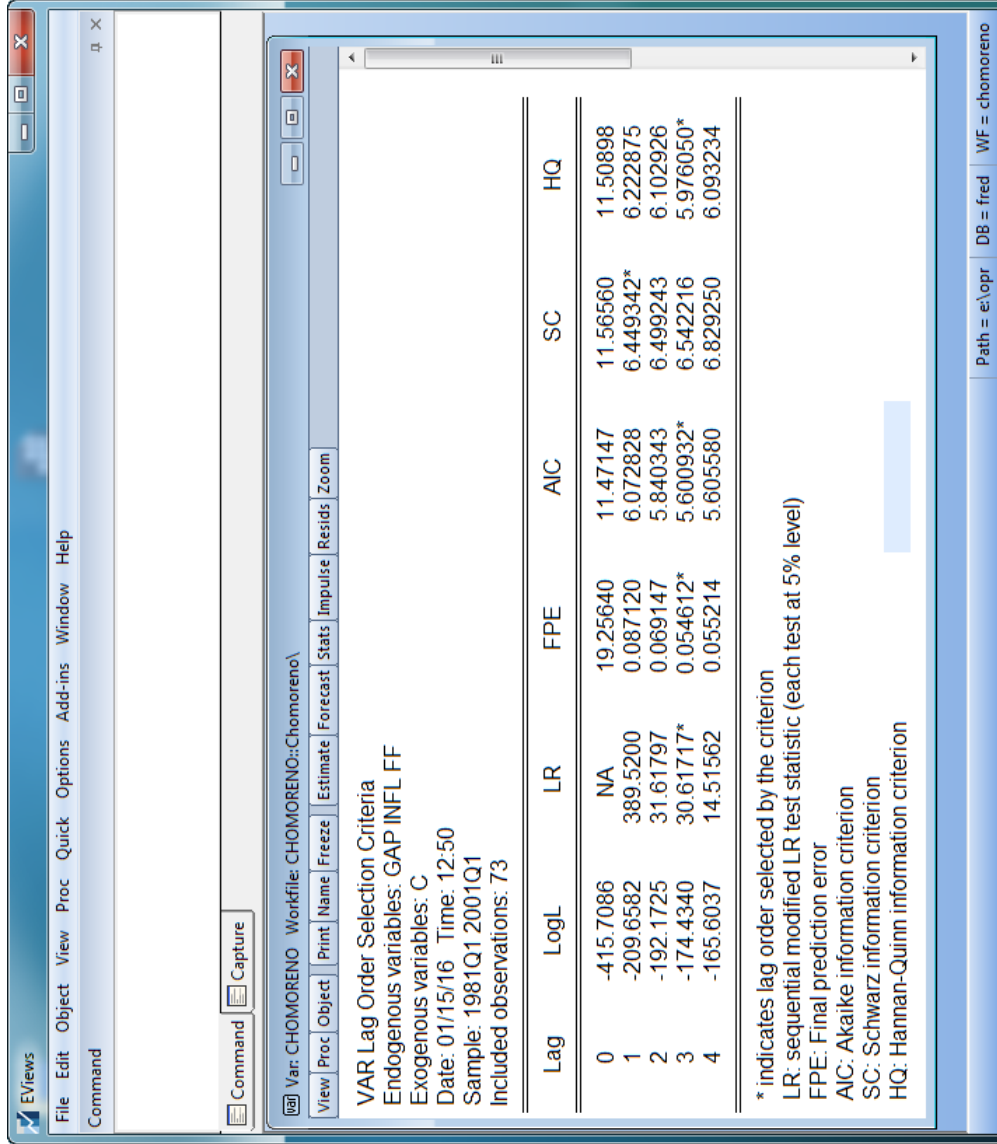 EViews
File Edit Object View Proc Quick Options Add-ins Window Help
Command
Command Capture
var Var: CHOMORENO Workfile: CHOMORENO::Chomoreno\
View Proc Object Print Name Freeze Estimate Forecast Stats Impulse Resids Zoom
VAR Lag Order Selection Criteria
Endogenous variables: GAP INFL FF
Exogenous variables: C
Date: 01/15/16 Time: 12:50
Sample: 1981Q1 2001Q1
Included observations: 73
Lag LogL LR FPE AIC SC HQ
0 -415.7086 NA 19.25640 11.47147 11.56560 11.50898
1 -209.6582 389.5200 0.087120 6.072828 6.449342* 6.222875
2 -192.1725 31.61797 0.069147 5.840343 6.499243 6.102926
3 -174.4340 30.61717* 0.054612* 5.600932* 6.542216 5.976050*
4 -165.6037 14.51562 0.055214 5.605580 6.829250 6.093234
* indicates lag order selected by the criterion
LR: sequential modified LR test statistic (each test at 5% level)
FPE: Final prediction error
AIC: Akaike information criterion
SC: Schwarz information criterion
HQ: Hannan-Quinn information criterion
Path = e:\opr DB = fred WF = chomoreno